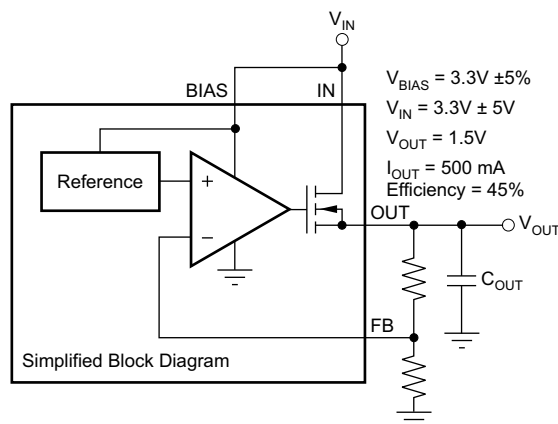 V_IN
BIAS
IN
V_BIAS = 3.3V ±5%
V_IN = 3.3V ± 5V
V_OUT = 1.5V
I_OUT = 500 mA
Efficiency = 45%
Reference
+
−
OUT
V_OUT
C_OUT
FB
Simplified Block Diagram